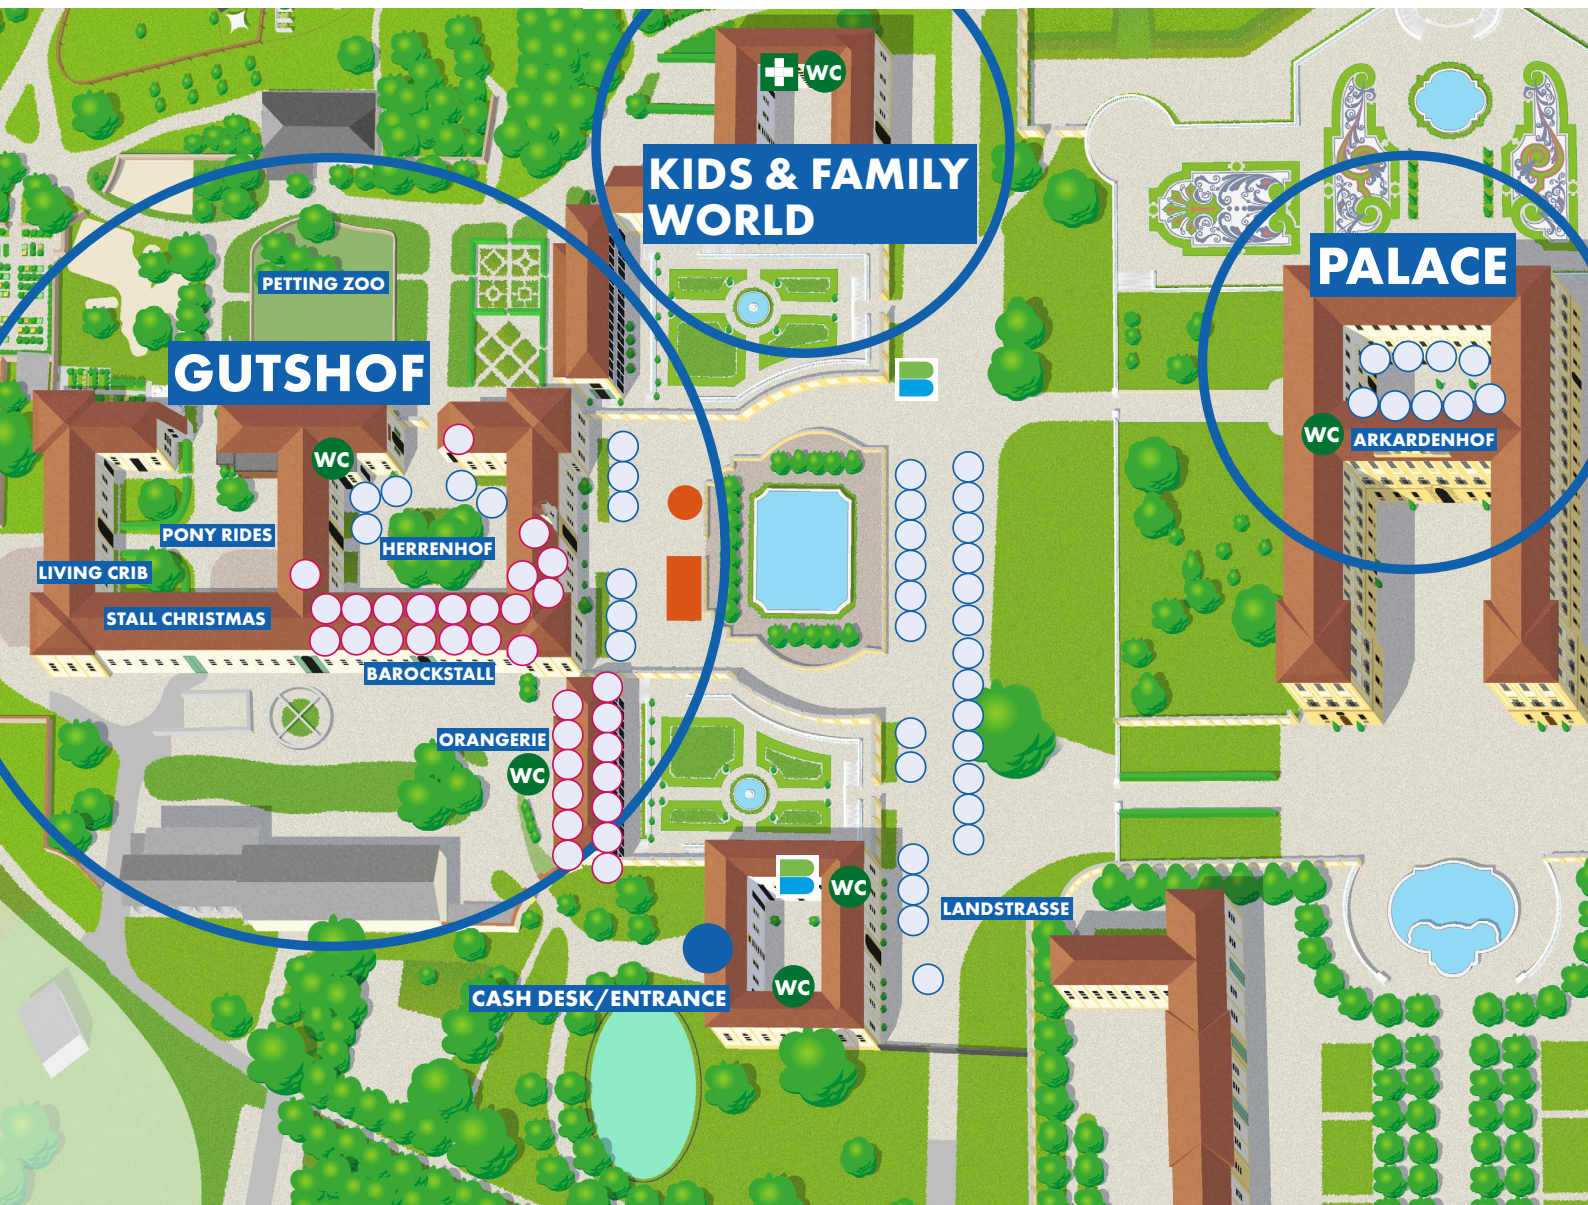 WC
KIDS & FAMILY
WORLD
PALACE
PETTING ZOO
GUTSHOF
WC
ARKARDENHOF
WC
PONY RIDES
HERRENHOF
LIVING CRIB
STALL CHRISTMAS
BAROCKSTALL
ORANGERIE
WC
WC
LANDSTRASSE
WC
CASH DESK/ENTRANCE